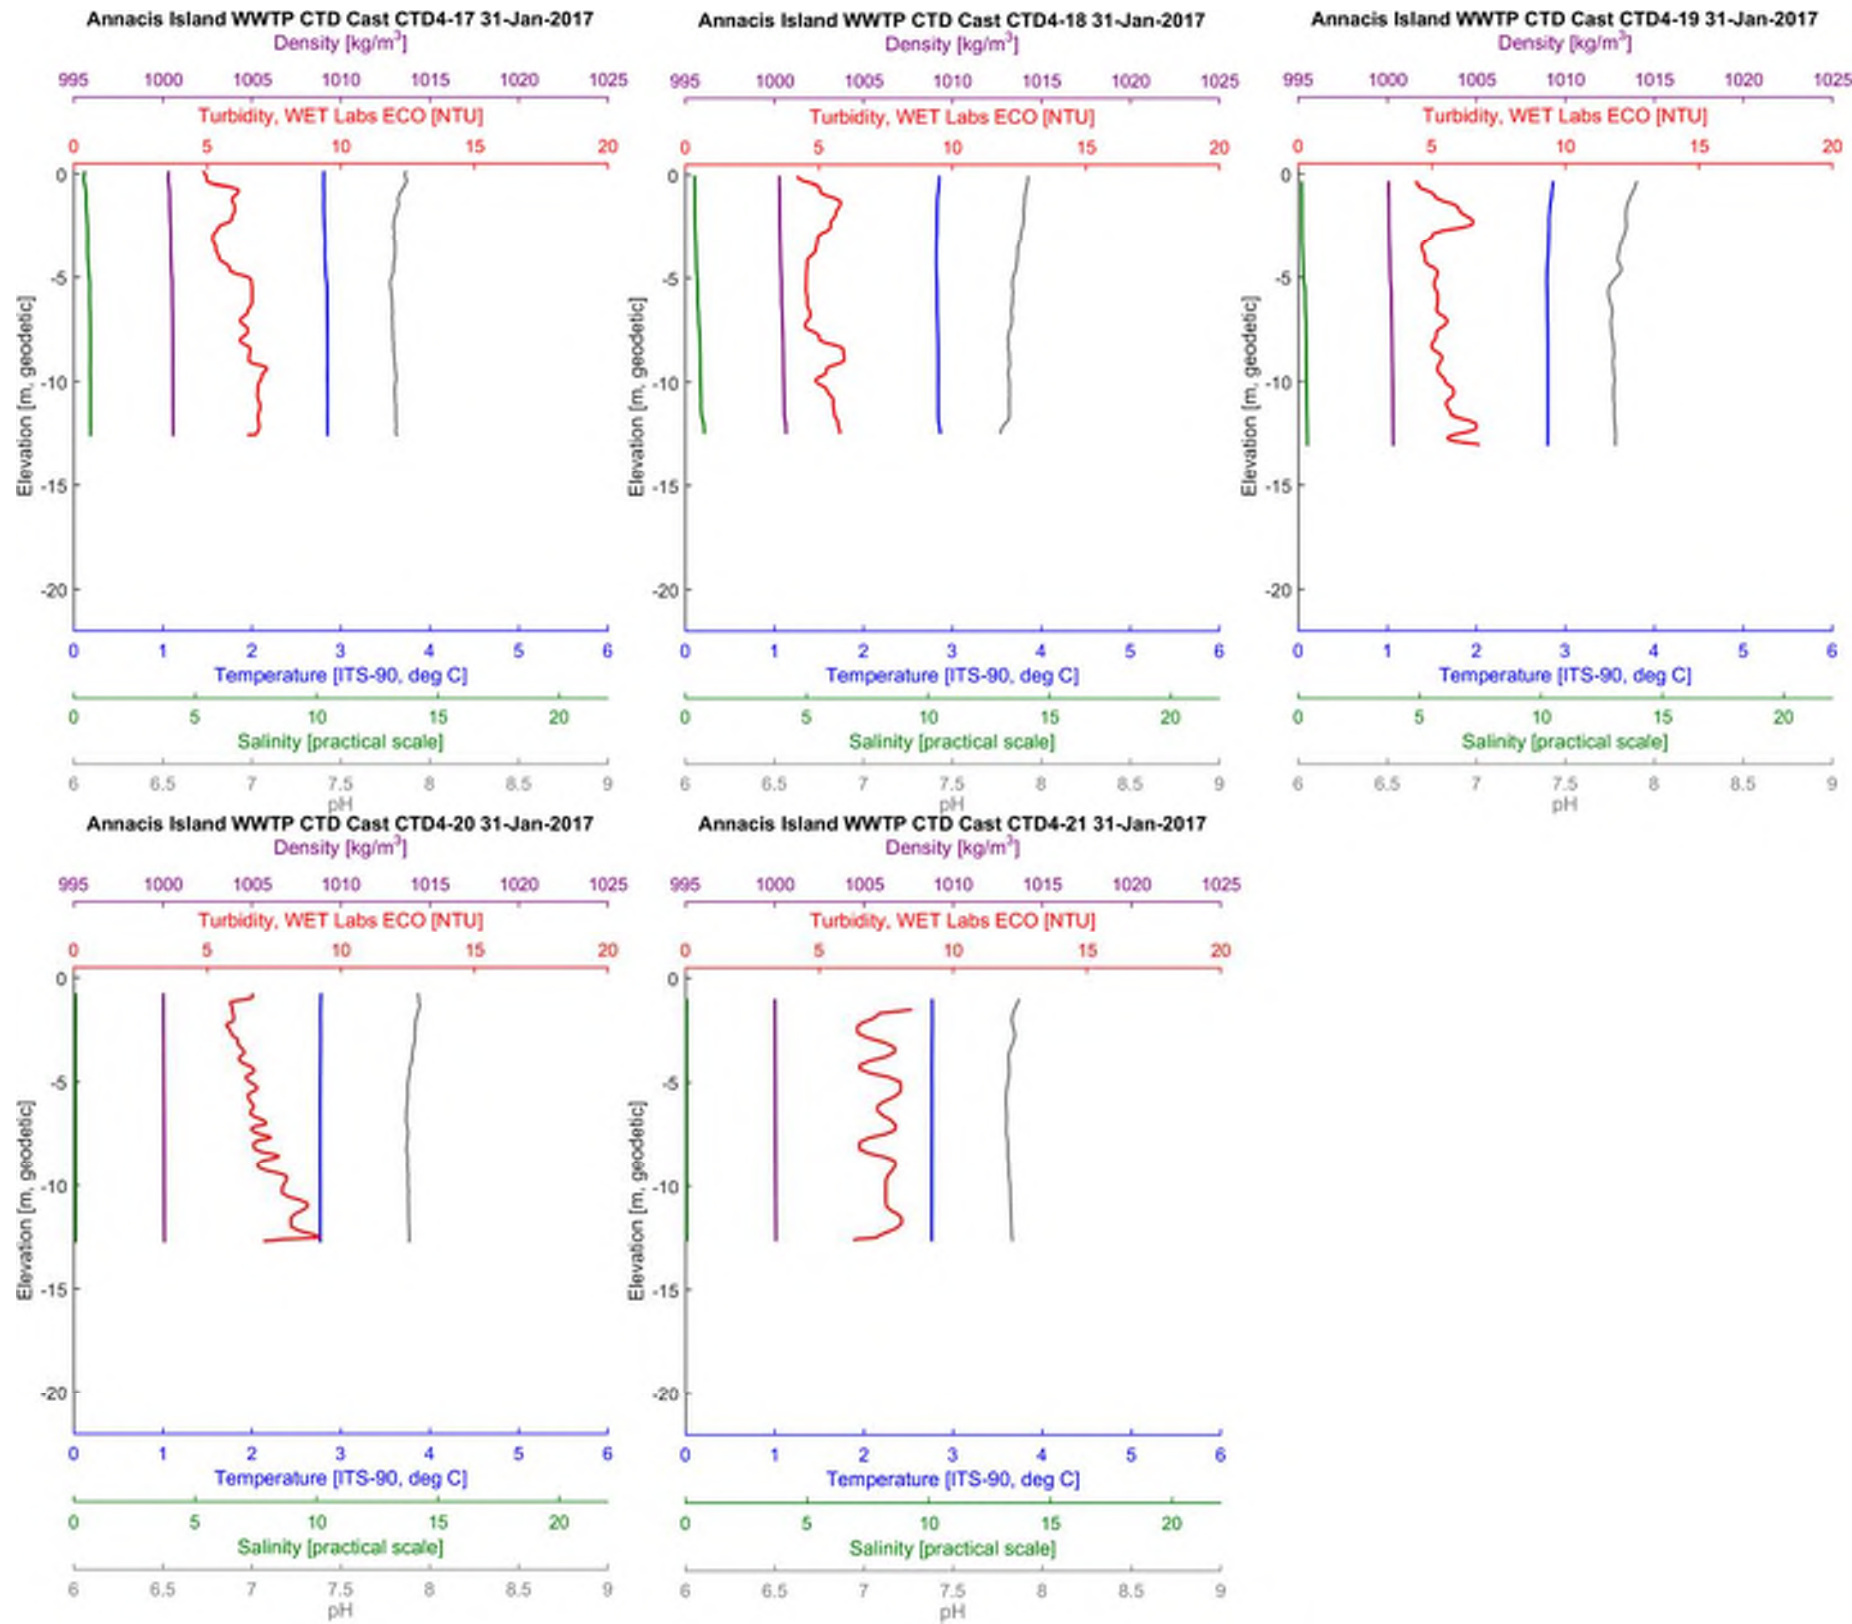 Annacis Island WWTP CTD Cast CTD4-17 31-Jan-2017
Density [kg/m³]
995 1000 1005 1010 1015 1020 1025
Turbidity, WET Labs ECO [NTU]
0 5 10 15 20
0
-5
-10
-15
-20
Elevation [m, geodetic]
0 1 2 3 4 5 6
Temperature [ITS-90, deg C]
0 5 10 15 20
Salinity [practical scale]
6 6.5 7 7.5 8 8.5 9
pH
Annacis Island WWTP CTD Cast CTD4-18 31-Jan-2017
Density [kg/m³]
995 1000 1005 1010 1015 1020 1025
Turbidity, WET Labs ECO [NTU]
0 5 10 15 20
0
-5
-10
-15
-20
Elevation [m, geodetic]
0 1 2 3 4 5 6
Temperature [ITS-90, deg C]
0 5 10 15 20
Salinity [practical scale]
6 6.5 7 7.5 8 8.5 9
pH
Annacis Island WWTP CTD Cast CTD4-19 31-Jan-2017
Density [kg/m³]
995 1000 1005 1010 1015 1020 1025
Turbidity, WET Labs ECO [NTU]
0 5 10 15 20
0
-5
-10
-15
-20
Elevation [m, geodetic]
0 1 2 3 4 5 6
Temperature [ITS-90, deg C]
0 5 10 15 20
Salinity [practical scale]
6 6.5 7 7.5 8 8.5 9
pH
Annacis Island WWTP CTD Cast CTD4-20 31-Jan-2017
Density [kg/m³]
995 1000 1005 1010 1015 1020 1025
Turbidity, WET Labs ECO [NTU]
0 5 10 15 20
0
-5
-10
-15
-20
Elevation [m, geodetic]
0 1 2 3 4 5 6
Temperature [ITS-90, deg C]
0 5 10 15 20
Salinity [practical scale]
6 6.5 7 7.5 8 8.5 9
pH
Annacis Island WWTP CTD Cast CTD4-21 31-Jan-2017
Density [kg/m³]
995 1000 1005 1010 1015 1020 1025
Turbidity, WET Labs ECO [NTU]
0 5 10 15 20
0
-5
-10
-15
-20
Elevation [m, geodetic]
0 1 2 3 4 5 6
Temperature [ITS-90, deg C]
0 5 10 15 20
Salinity [practical scale]
6 6.5 7 7.5 8 8.5 9
pH